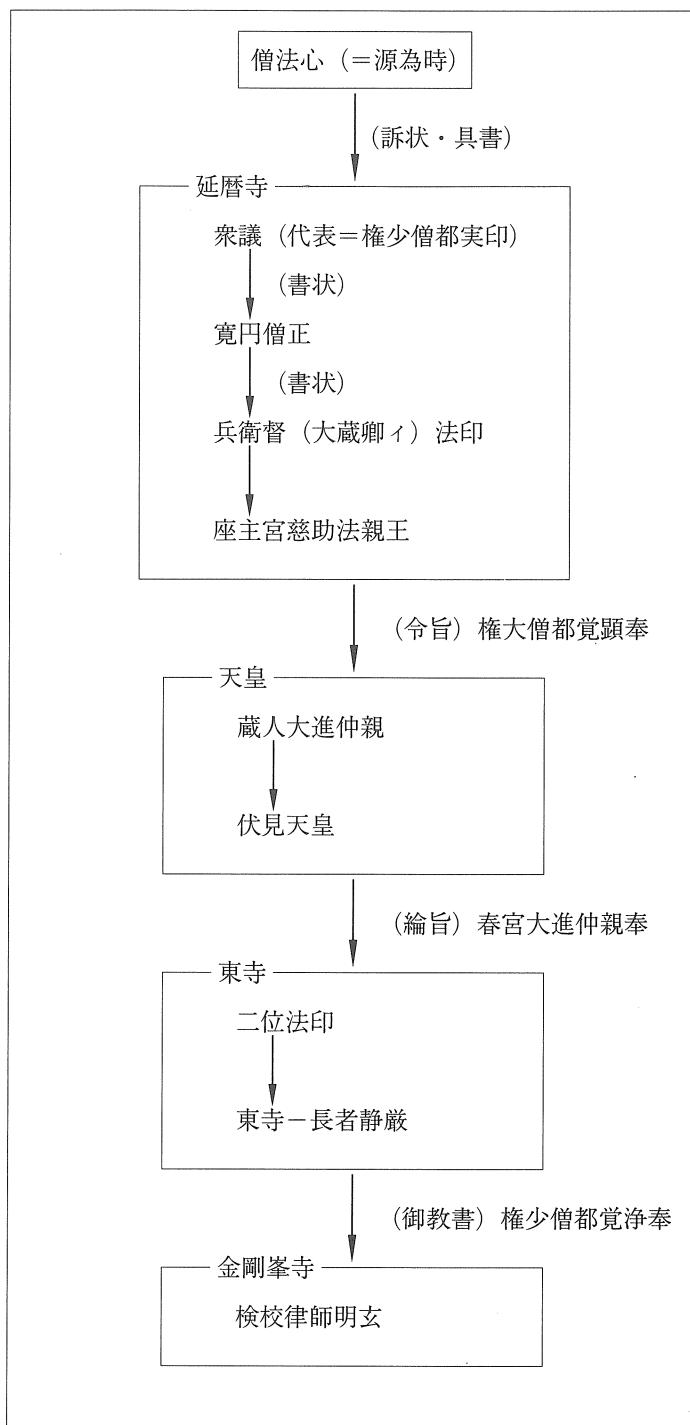 僧法心（＝源為時）
（訴状・具書）
延暦寺
衆議（代表＝権少僧都実印）
（書状）
寛円僧正
（書状）
兵衛督（大蔵卿ィ）法印
座主宮慈助法親王
（令旨）権大僧都覚顕奉
天皇
蔵人大進仲親
伏見天皇
（綸旨）春宮大進仲親奉
東寺
二位法印
東寺－長者静厳
（御教書）権少僧都覚浄奉
金剛峯寺
検校律師明玄